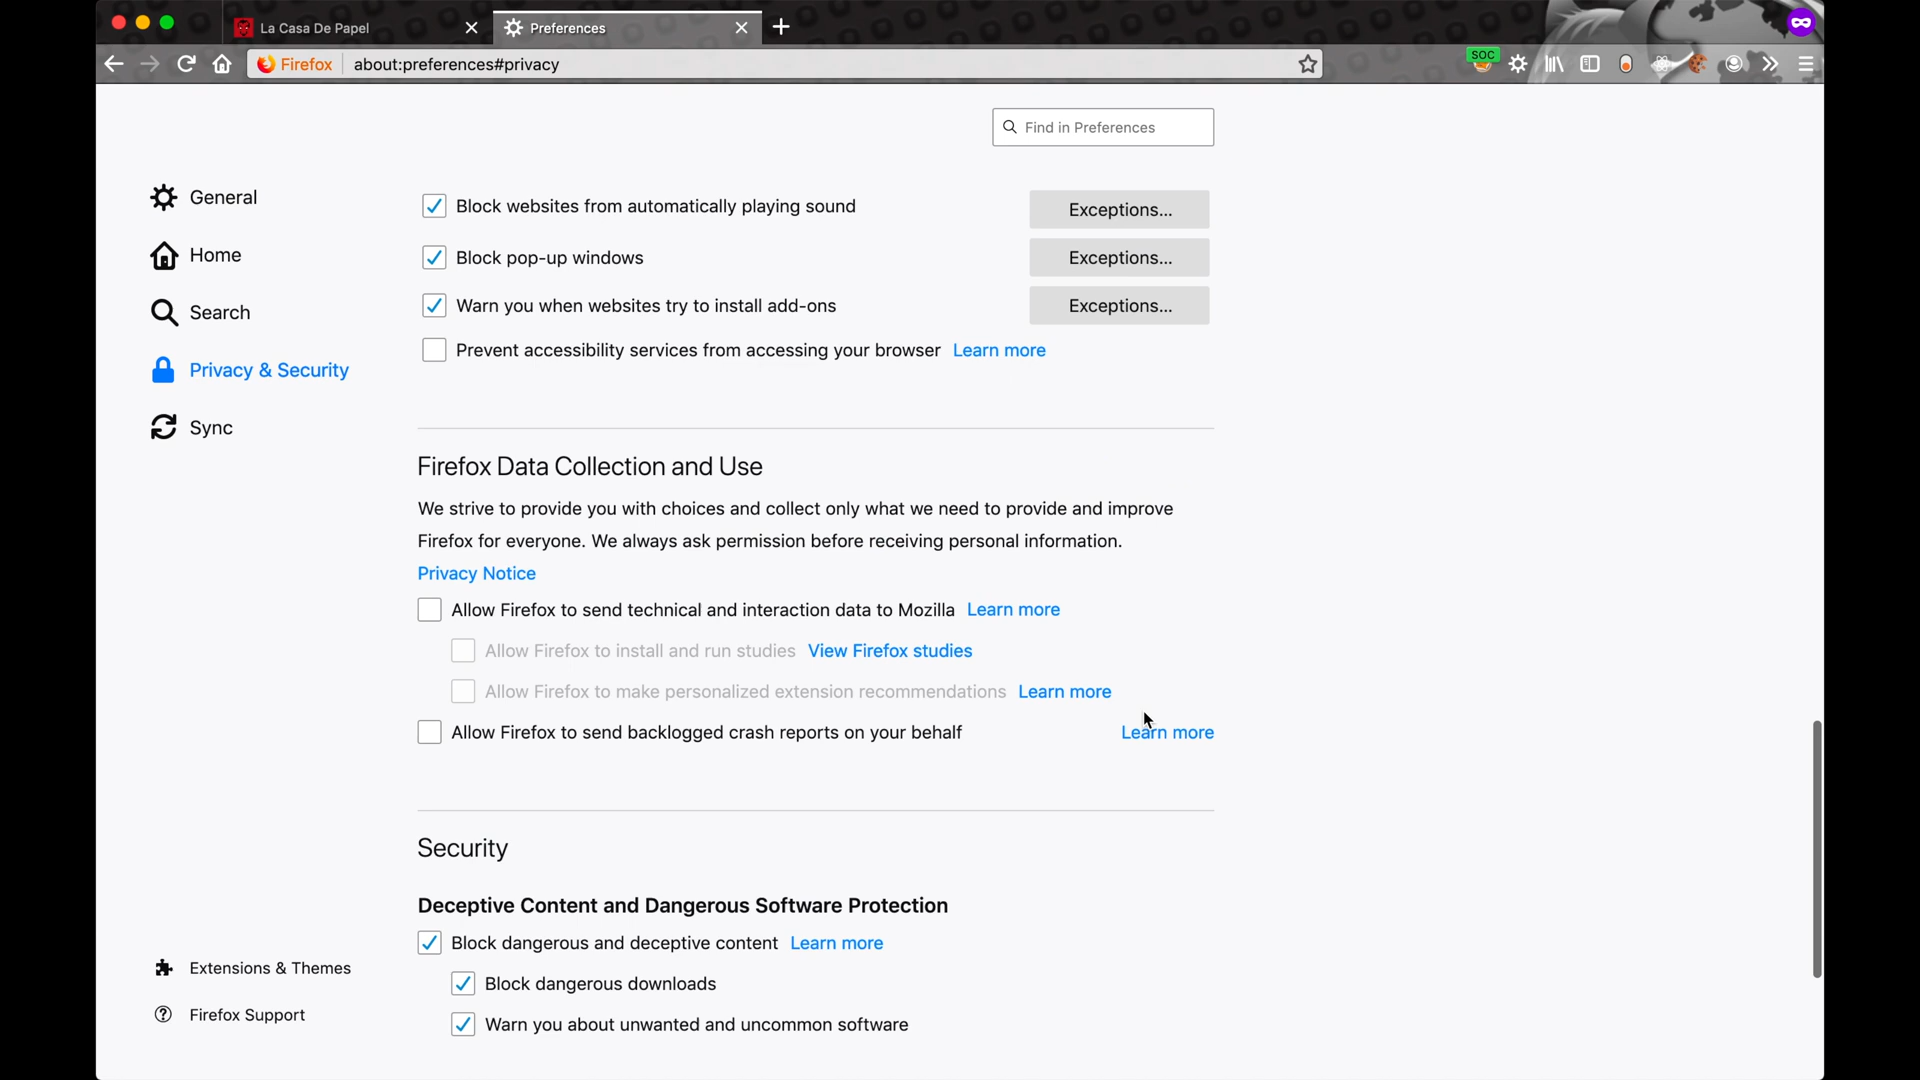 La Casa De Papel
Preferences
Firefox
about:preferences#privacy
SOC
Find in Preferences
General
Home
Search
Privacy & Security
Sync
Extensions & Themes
Firefox Support
Block websites from automatically playing sound
Exceptions...
Block pop-up windows
Exceptions...
Warn you when websites try to install add-ons
Exceptions...
Prevent accessibility services from accessing your browser Learn more
Firefox Data Collection and Use
We strive to provide you with choices and collect only what we need to provide and improve
Firefox for everyone. We always ask permission before receiving personal information.
Privacy Notice
Allow Firefox to send technical and interaction data to Mozilla Learn more
Allow Firefox to install and run studies View Firefox studies
Allow Firefox to make personalized extension recommendations Learn more
Allow Firefox to send backlogged crash reports on your behalf Learn more
Security
Deceptive Content and Dangerous Software Protection
Block dangerous and deceptive content Learn more
Block dangerous downloads
Warn you about unwanted and uncommon software